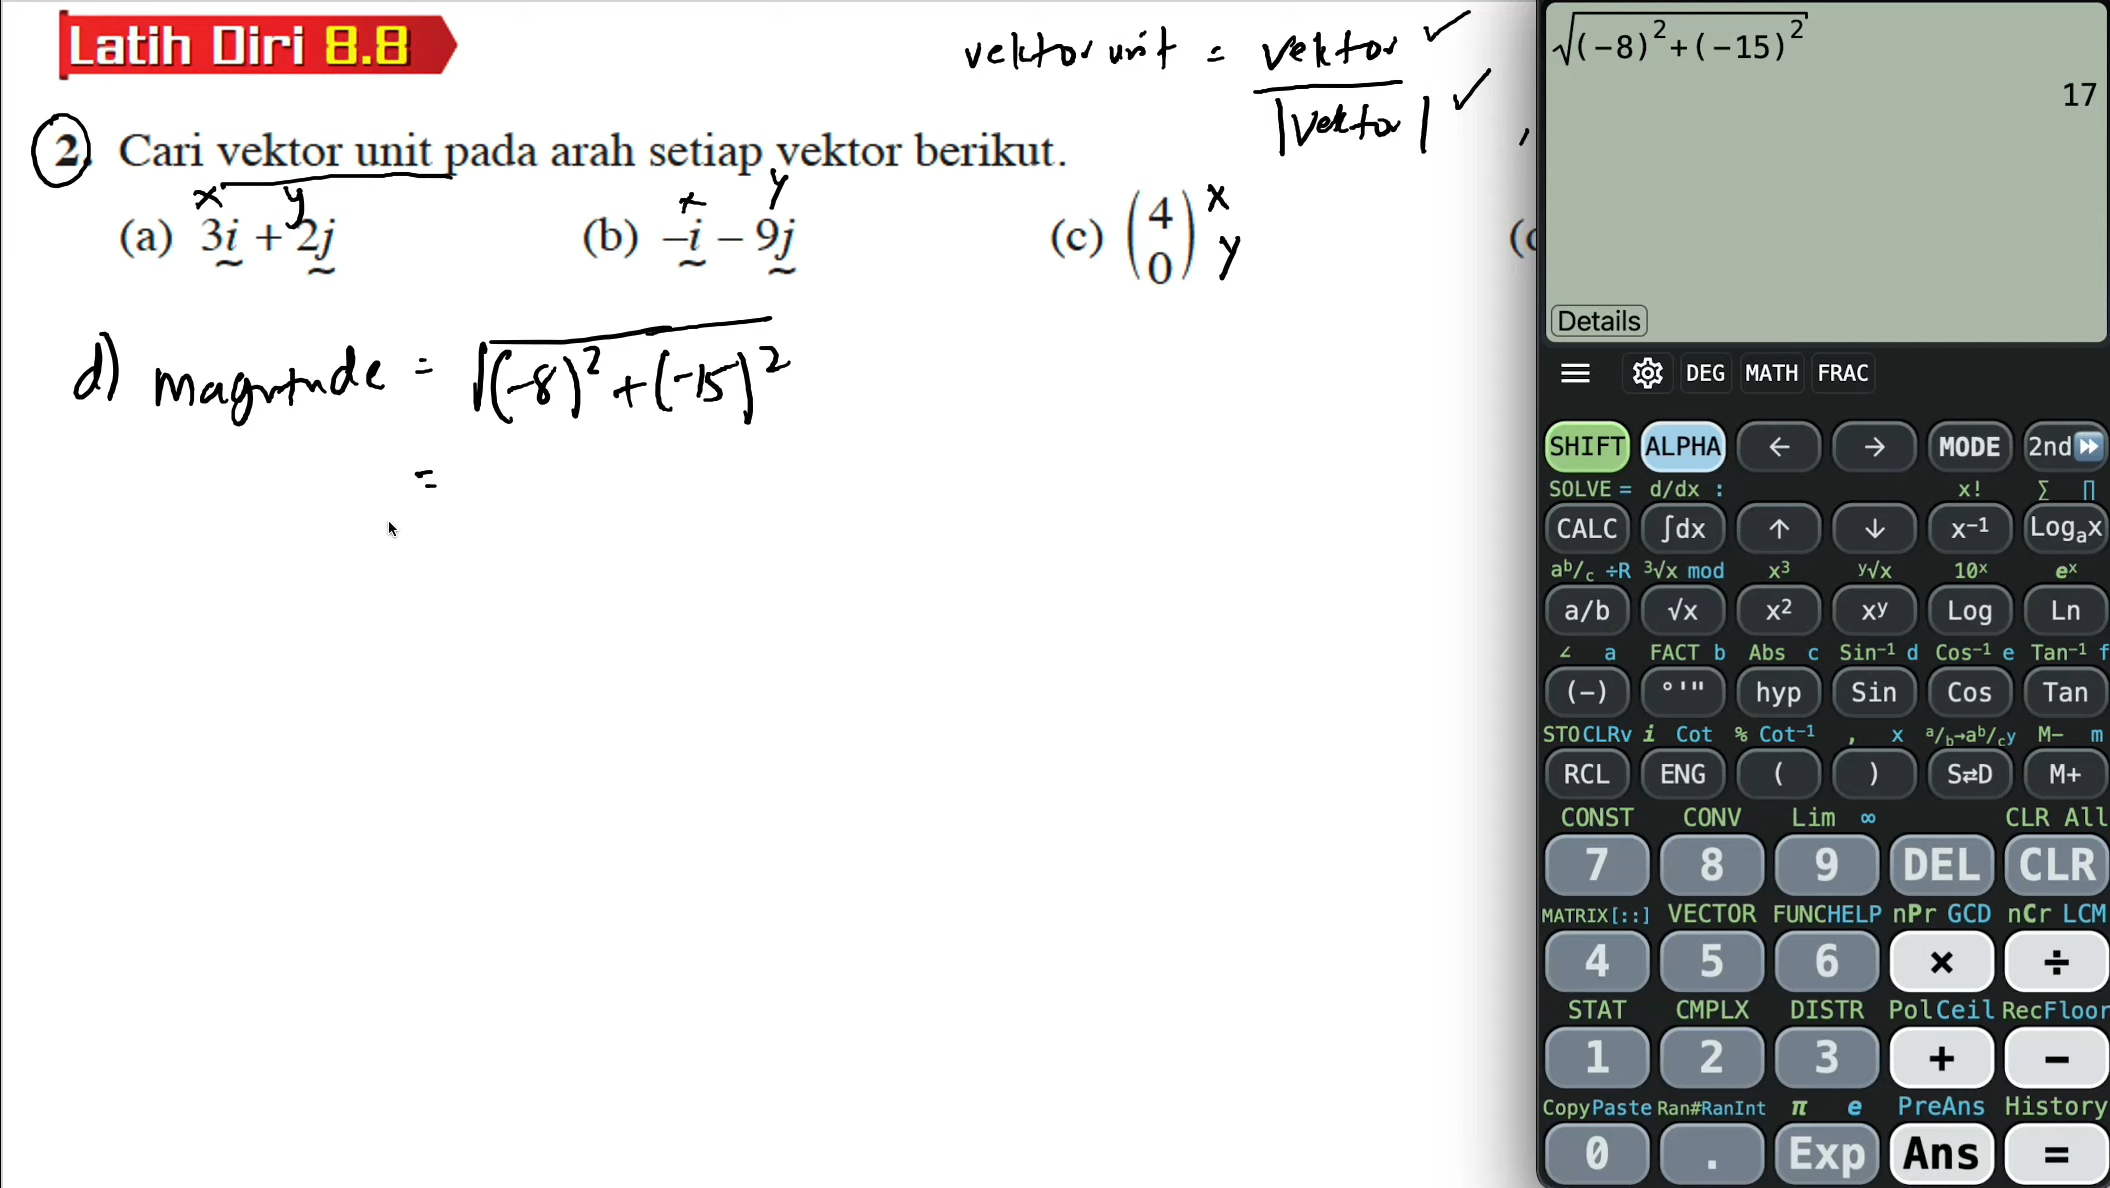 Latih Diri 8.8
vektor unit = vektor ✓
|vektor| ✓
2. Cari vektor unit pada arah setiap vektor berikut.
x y x y
(a) 3i + 2j (b) –i – 9j (c) (4 0) x y
d) magnitude = √(-8)² + (-15)²
=
√(-8)²+(-15)²
17
Details
DEG MATH FRAC
SHIFT ALPHA ← → MODE 2nd
SOLVE = d/dx : x! ∑ ∏
CALC ∫dx ↑ ↓ x⁻¹ Logₐx
aᵇ/c ÷R ³√x mod x³ ʸ√x 10ˣ eˣ
a/b √x x² xʸ Log Ln
∠ a FACT b Abs c Sin⁻¹ d Cos⁻¹ e Tan⁻¹ f
(−) °'" hyp Sin Cos Tan
STO CLRv i Cot % Cot⁻¹ , x a/b→aᵇ/c y M− m
RCL ENG ( ) S⇄D M+
CONST CONV Lim ∞ CLR All
7 8 9 DEL CLR
MATRIX[::] VECTOR FUNC HELP nPr GCD nCr LCM
4 5 6 × ÷
STAT CMPLX DISTR Pol Ceil Rec Floor
1 2 3 + −
Copy Paste Ran# RanInt π e PreAns History
0 . Exp Ans =